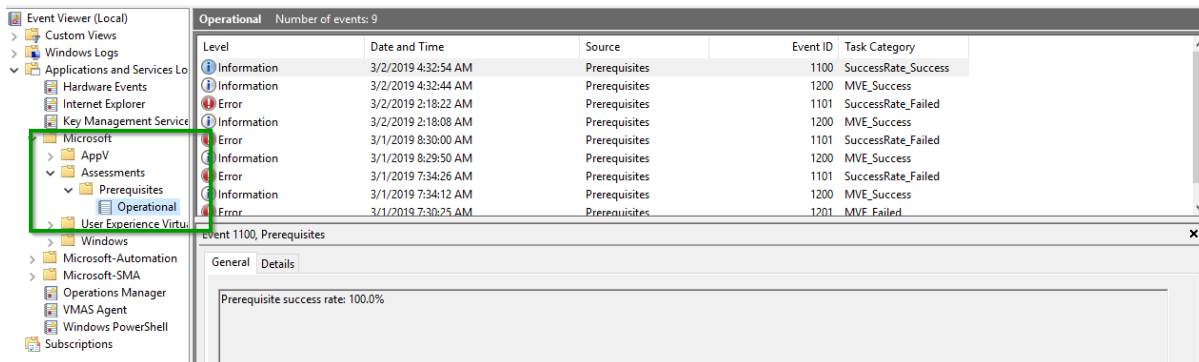 Event Viewer (Local)
Custom Views
Windows Logs
Applications and Services Lo
Hardware Events
Internet Explorer
Key Management Service
Microsoft
AppV
Assessments
Prerequisites
Operational
User Experience Virtu
Windows
Microsoft-Automation
Microsoft-SMA
Operations Manager
VMAS Agent
Windows PowerShell
Subscriptions
Operational Number of events: 9
Level Date and Time Source Event ID Task Category
Information 3/2/2019 4:32:54 AM Prerequisites 1100 SuccessRate_Success
Information 3/2/2019 4:32:44 AM Prerequisites 1200 MVE_Success
Error 3/2/2019 2:18:22 AM Prerequisites 1101 SuccessRate_Failed
Information 3/2/2019 2:18:08 AM Prerequisites 1200 MVE_Success
Error 3/1/2019 8:30:00 AM Prerequisites 1101 SuccessRate_Failed
Information 3/1/2019 8:29:50 AM Prerequisites 1200 MVE_Success
Error 3/1/2019 7:34:26 AM Prerequisites 1101 SuccessRate_Failed
Information 3/1/2019 7:34:12 AM Prerequisites 1200 MVE_Success
Error 3/1/2019 7:30:25 AM Prerequisites 1201 MVE_Failed
Event 1100, Prerequisites
General Details
Prerequisite success rate: 100.0%